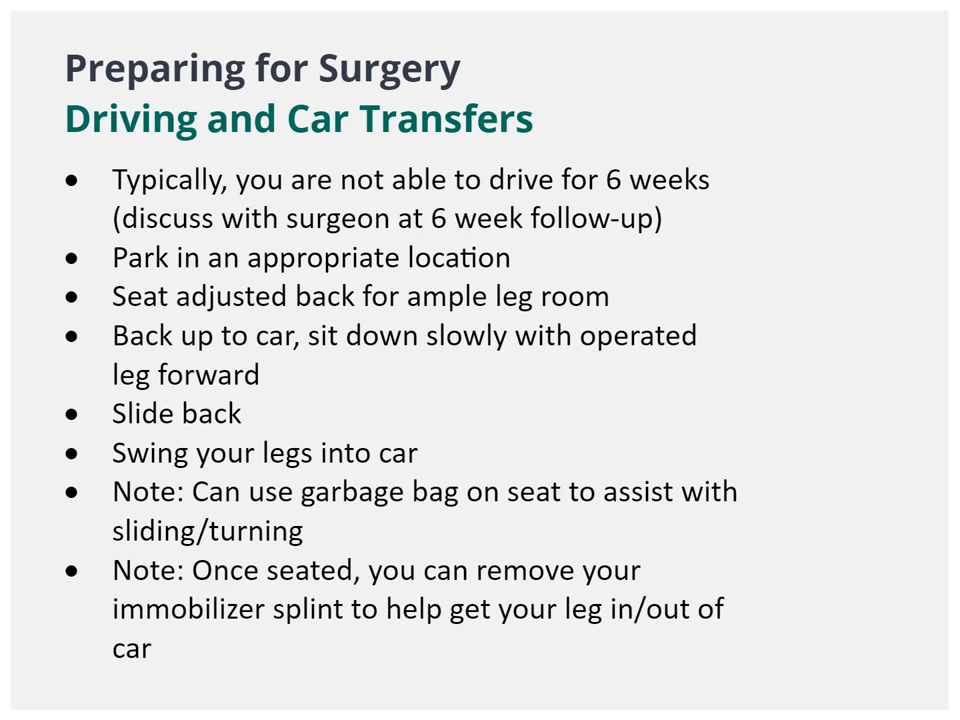 Preparing for Surgery
Driving and Car Transfers
• Typically, you are not able to drive for 6 weeks
(discuss with surgeon at 6 week follow-up)
• Park in an appropriate location
• Seat adjusted back for ample leg room
• Back up to car, sit down slowly with operated
leg forward
• Slide back
• Swing your legs into car
• Note: Can use garbage bag on seat to assist with
sliding/turning
• Note: Once seated, you can remove your
immobilizer splint to help get your leg in/out of
car